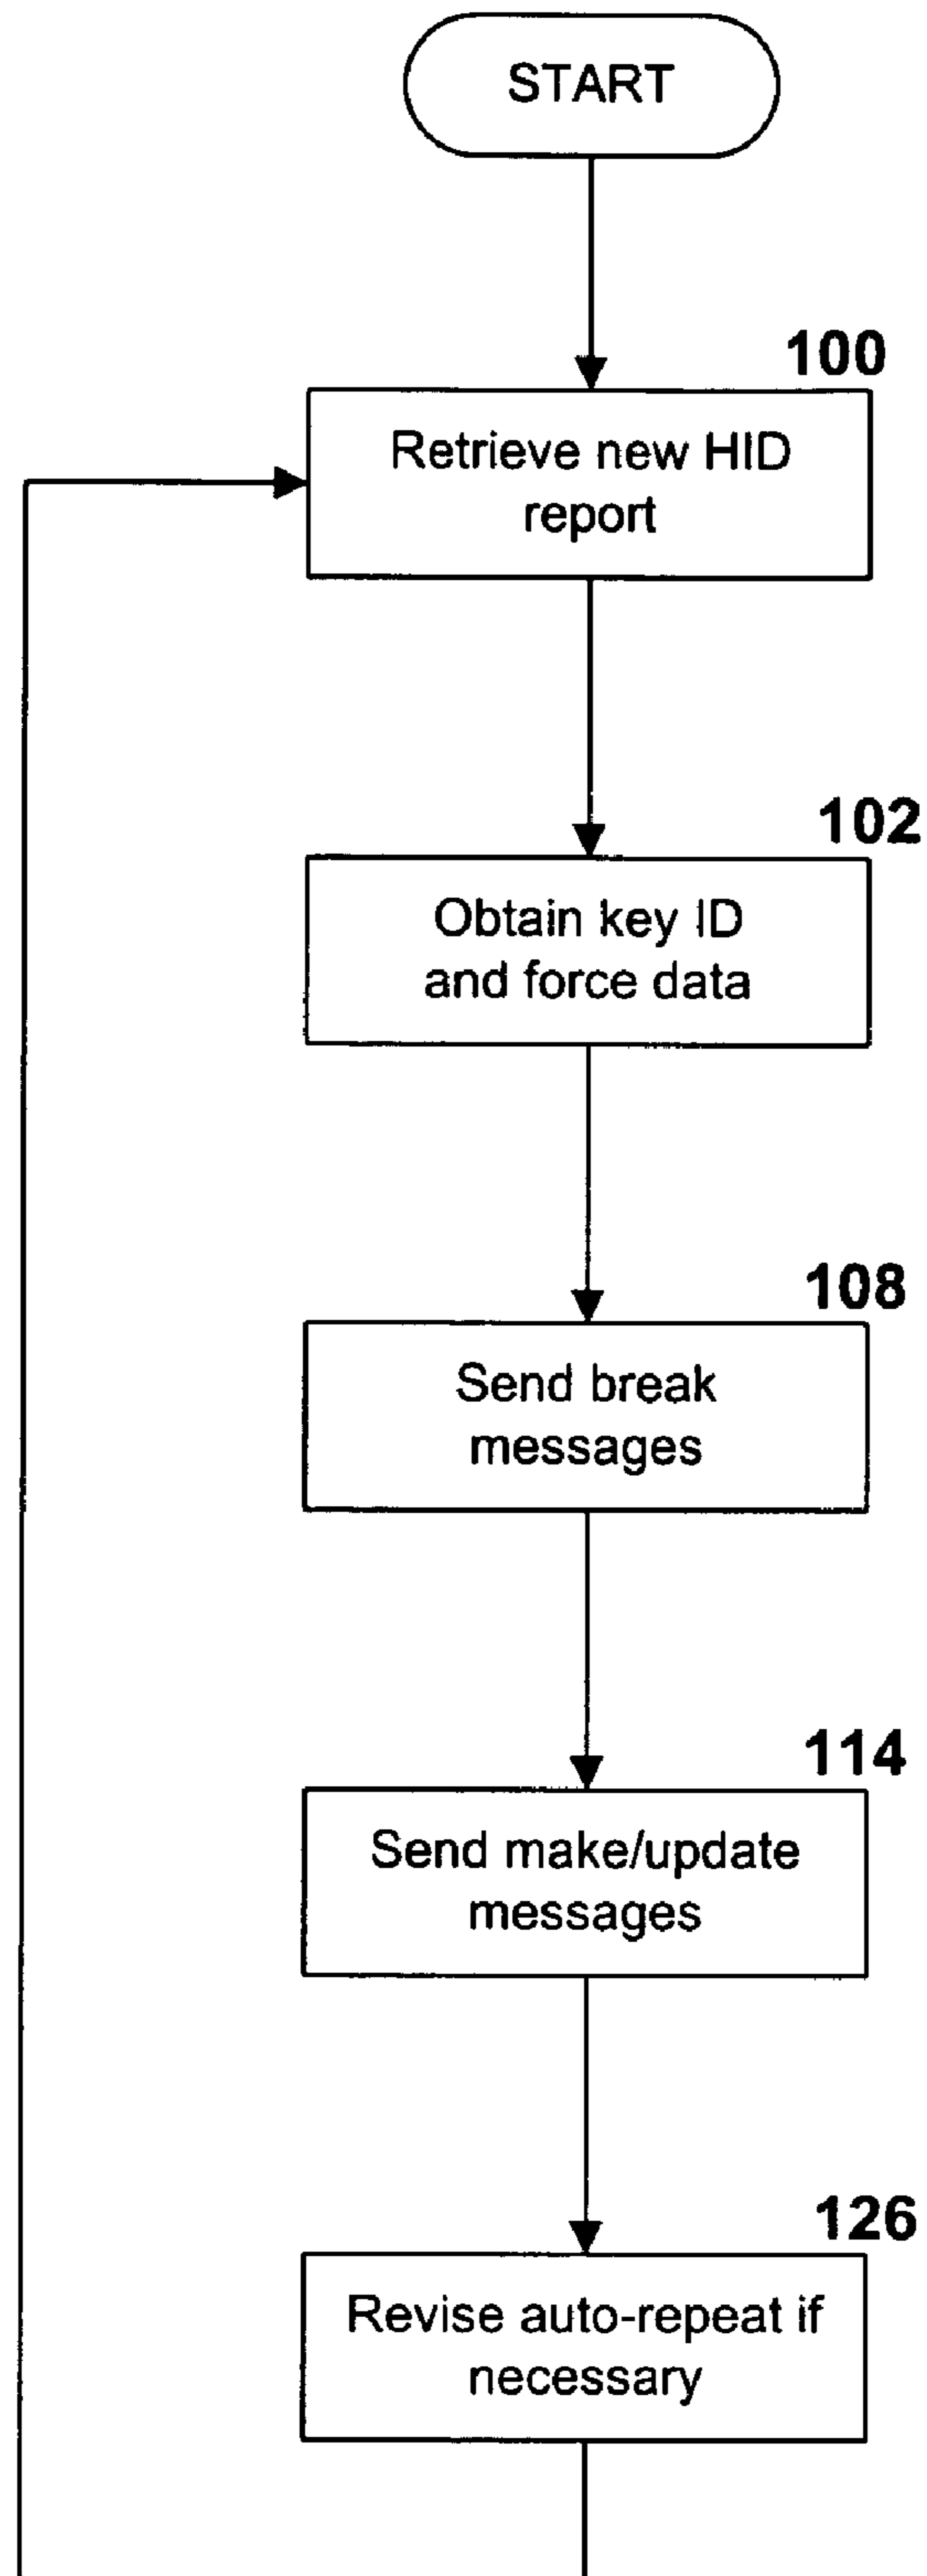 START
100
Retrieve new HID
report
102
Obtain key ID
and force data
108
Send break
messages
114
Send make/update
messages
126
Revise auto-repeat if
necessary